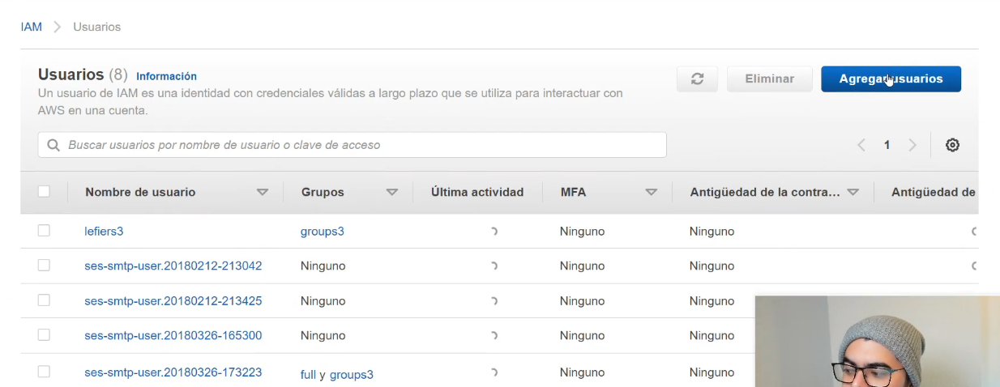 IAM > Usuarios
Usuarios (8) Información
Un usuario de IAM es una identidad con credenciales válidas a largo plazo que se utiliza para interactuar con
AWS en una cuenta.
Eliminar
Agregar usuarios
Buscar usuarios por nombre de usuario o clave de acceso
1
Nombre de usuario Grupos Última actividad MFA Antigüedad de la contra... Antigüedad de
lefiers3 groups3 Ninguno Ninguno
ses-smtp-user.20180212-213042 Ninguno Ninguno Ninguno
ses-smtp-user.20180212-213425 Ninguno Ninguno Ninguno
ses-smtp-user.20180326-165300 Ninguno Ninguno Ninguno
ses-smtp-user.20180326-173223 full y groups3 Ninguno Ninguno